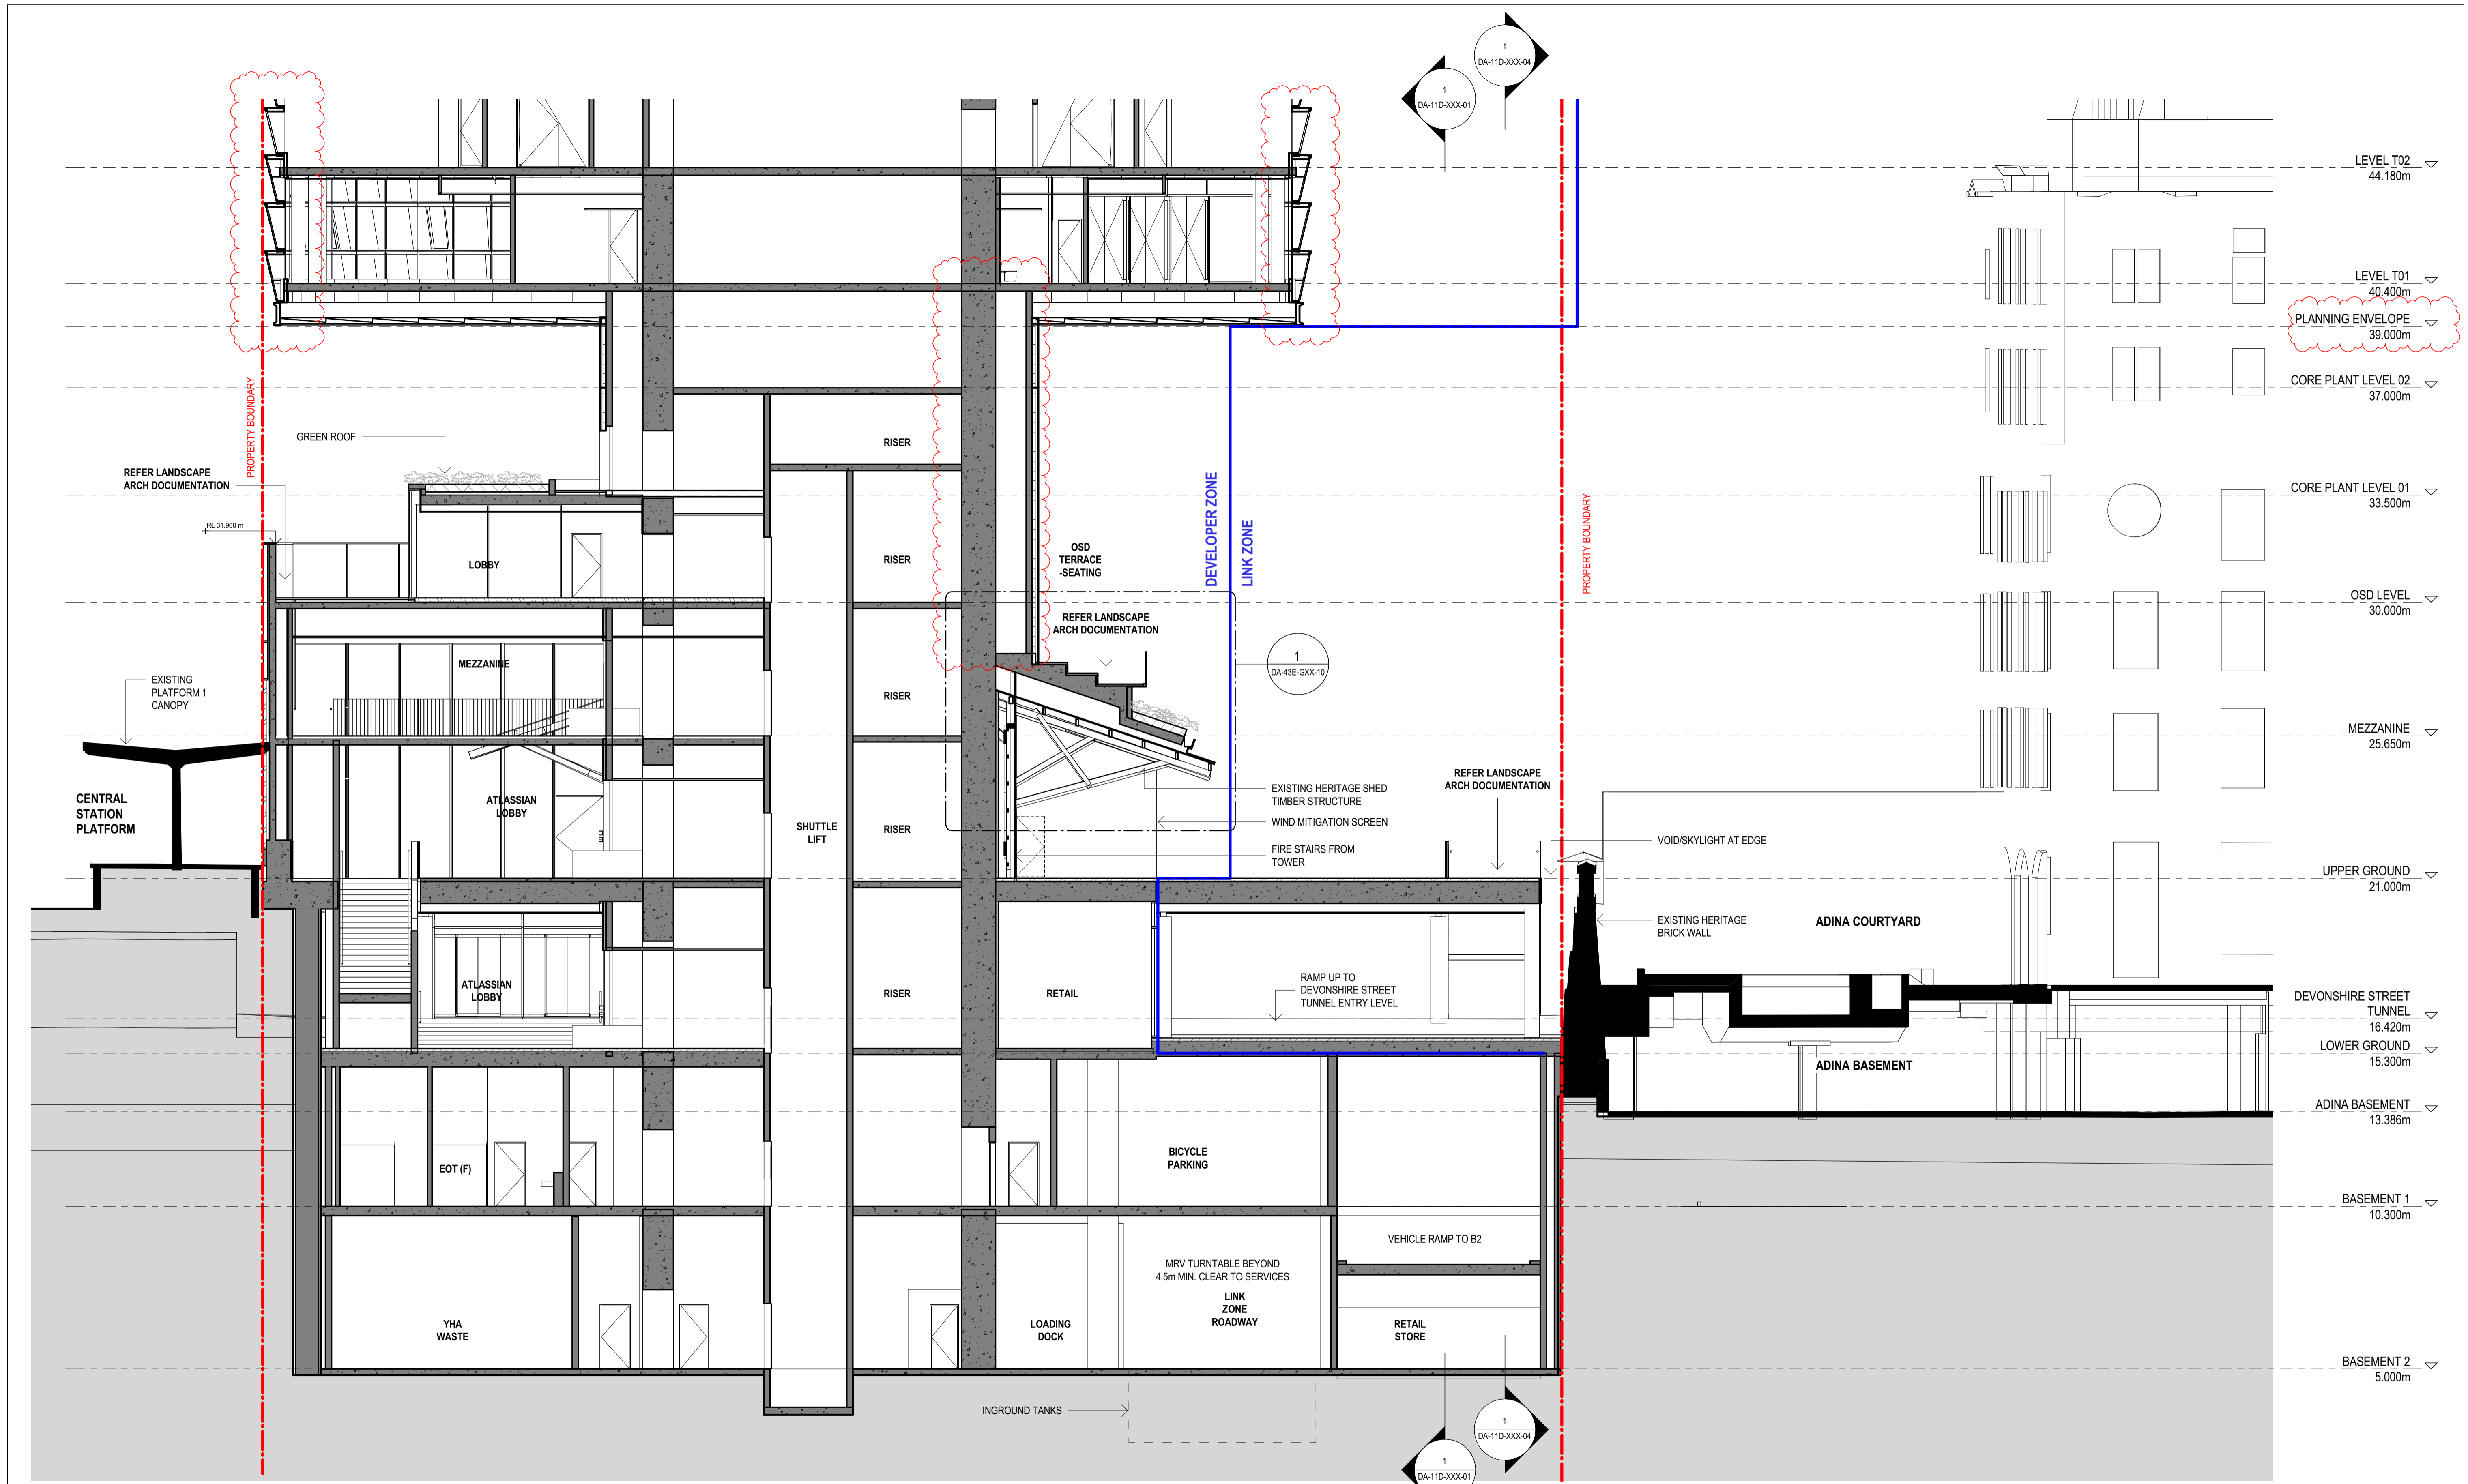 1
DA-11D-XXX-04
1
DA-11D-XXX-01
LEVEL T02
44.180m
LEVEL T01
40.400m
PLANNING ENVELOPE
39.000m
CORE PLANT LEVEL 02
37.000m
CORE PLANT LEVEL 01
33.500m
OSD LEVEL
30.000m
MEZZANINE
25.650m
UPPER GROUND
21.000m
DEVONSHIRE STREET
TUNNEL
16.420m
LOWER GROUND
15.300m
ADINA BASEMENT
13.386m
BASEMENT 1
10.300m
BASEMENT 2
5.000m
PROPERTY BOUNDARY
GREEN ROOF
REFER LANDSCAPE
ARCH DOCUMENTATION
RL 31.900 m
LOBBY
MEZZANINE
EXISTING
PLATFORM 1
CANOPY
CENTRAL
STATION
PLATFORM
ATLASSIAN
LOBBY
ATLASSIAN
LOBBY
EOT (F)
YHA
WASTE
SHUTTLE
LIFT
RISER
RISER
RISER
RISER
RISER
OSD
TERRACE
-SEATING
REFER LANDSCAPE
ARCH DOCUMENTATION
DEVELOPER ZONE
LINK ZONE
1
DA-43E-GXX-10
PROPERTY BOUNDARY
EXISTING HERITAGE SHED
TIMBER STRUCTURE
WIND MITIGATION SCREEN
FIRE STAIRS FROM
TOWER
REFER LANDSCAPE
ARCH DOCUMENTATION
VOID/SKYLIGHT AT EDGE
EXISTING HERITAGE
BRICK WALL
ADINA COURTYARD
ADINA BASEMENT
RETAIL
RAMP UP TO
DEVONSHIRE STREET
TUNNEL ENTRY LEVEL
BICYCLE
PARKING
VEHICLE RAMP TO B2
MRV TURNTABLE BEYOND
4.5m MIN. CLEAR TO SERVICES
LINK
ZONE
ROADWAY
LOADING
DOCK
RETAIL
STORE
INGROUND TANKS
1
DA-11D-XXX-04
1
DA-11D-XXX-01